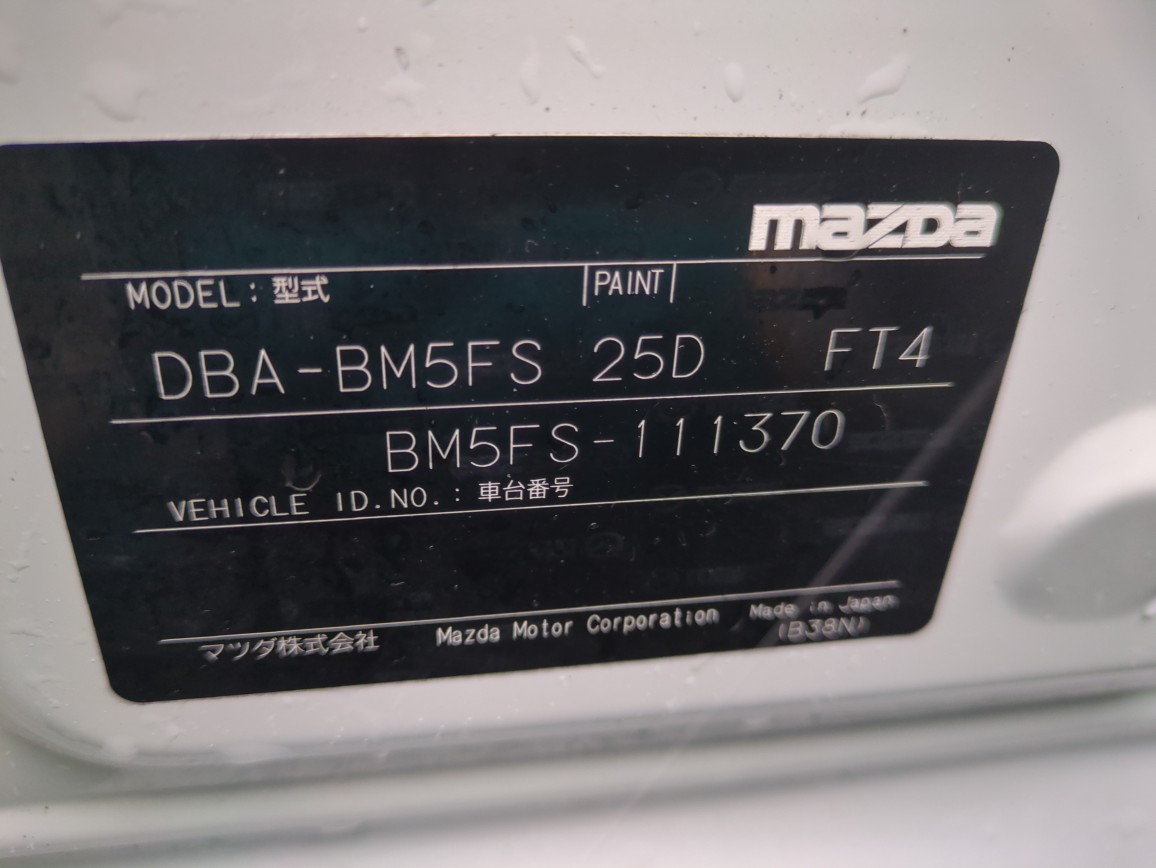 mazda
MODEL: 型式 PAINT
DBA-BM5FS 25D FT4
BM5FS-111370
VEHICLE ID.NO.: 車台番号
マツダ株式会社 Mazda Motor Corporation Made in Japan
(B38N)